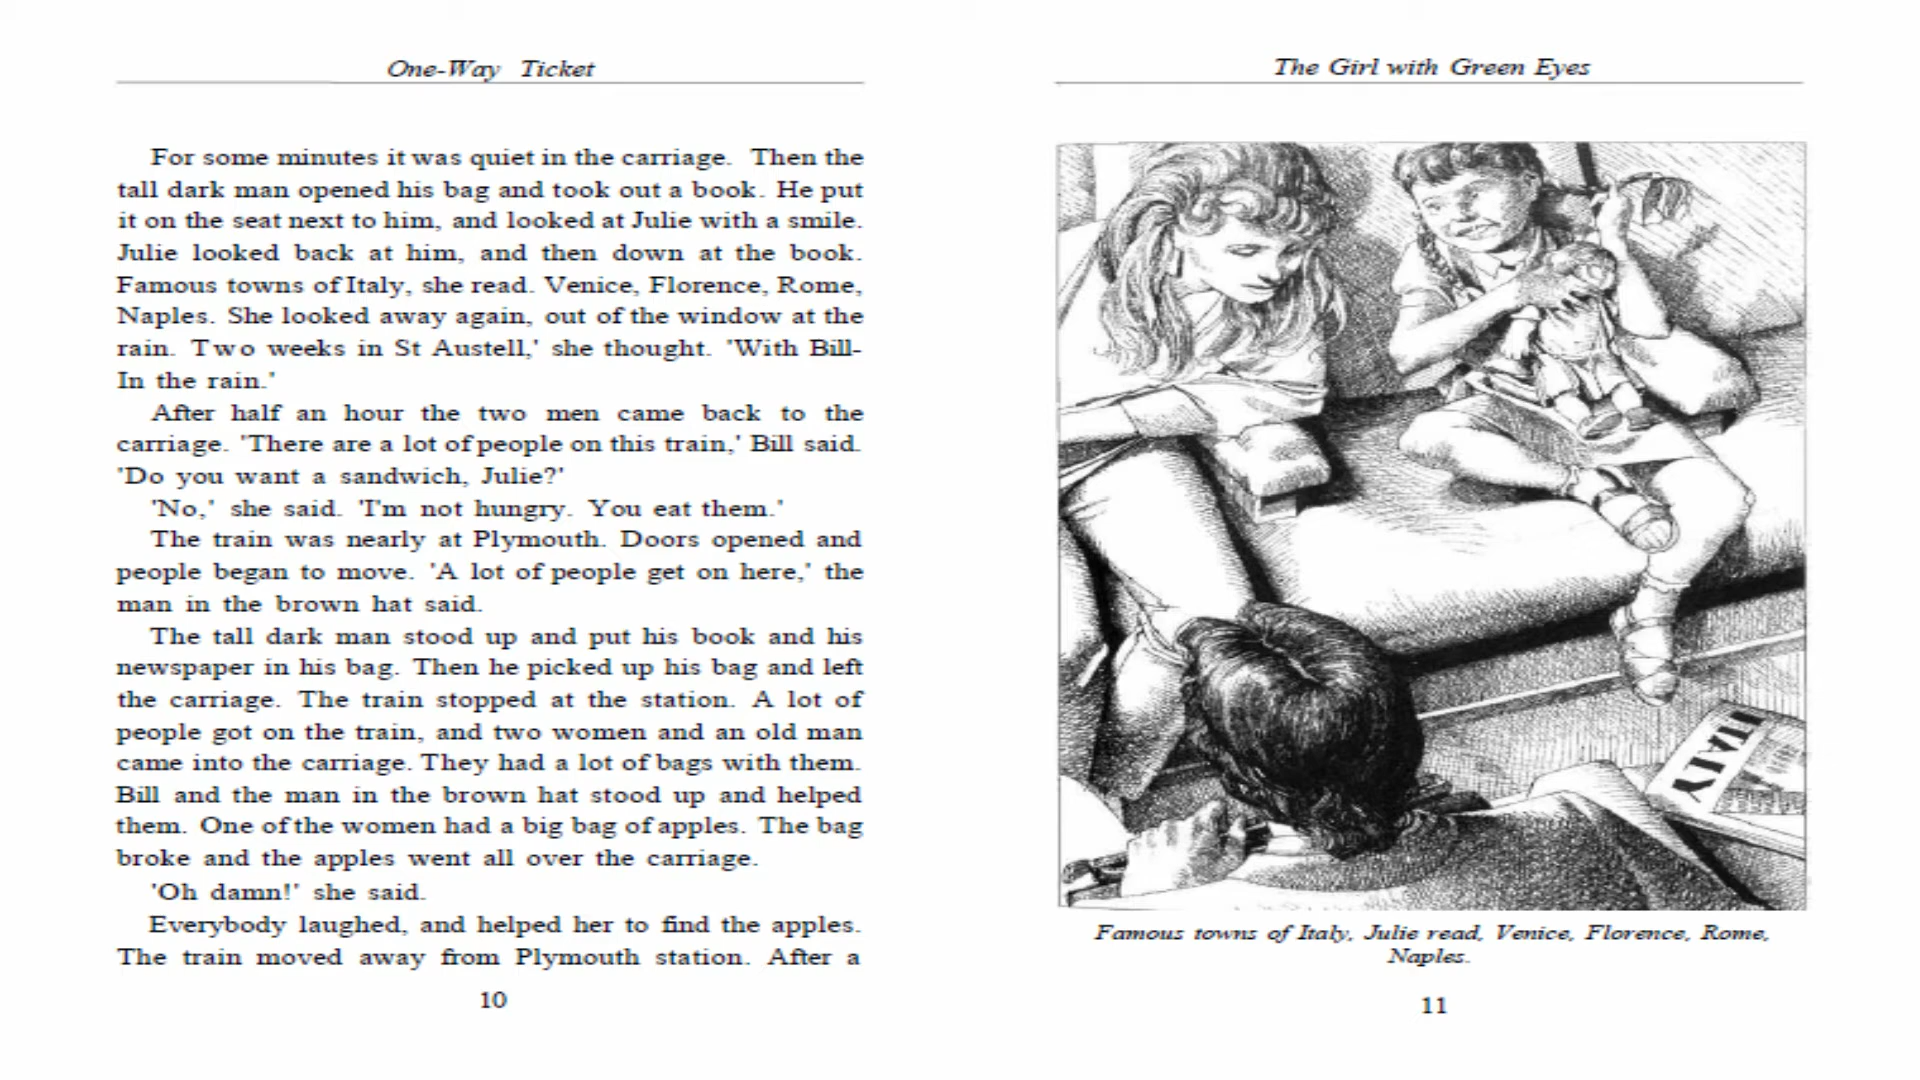 One-Way Ticket
For some minutes it was quiet in the carriage. Then the
tall dark man opened his bag and took out a book. He put
it on the seat next to him, and looked at Julie with a smile.
Julie looked back at him, and then down at the book.
Famous towns of Italy, she read. Venice, Florence, Rome,
Naples. She looked away again, out of the window at the
rain. Two weeks in St Austell,' she thought. 'With Bill-
In the rain.'
After half an hour the two men came back to the
carriage. 'There are a lot of people on this train,' Bill said.
'Do you want a sandwich, Julie?'
'No,' she said. 'I'm not hungry. You eat them.'
The train was nearly at Plymouth. Doors opened and
people began to move. 'A lot of people get on here,' the
man in the brown hat said.
The tall dark man stood up and put his book and his
newspaper in his bag. Then he picked up his bag and left
the carriage. The train stopped at the station. A lot of
people got on the train, and two women and an old man
came into the carriage. They had a lot of bags with them.
Bill and the man in the brown hat stood up and helped
them. One of the women had a big bag of apples. The bag
broke and the apples went all over the carriage.
'Oh damn!' she said.
Everybody laughed, and helped her to find the apples.
The train moved away from Plymouth station. After a
10
The Girl with Green Eyes
ITALY
Famous towns of Italy, Julie read, Venice, Florence, Rome,
Naples.
11